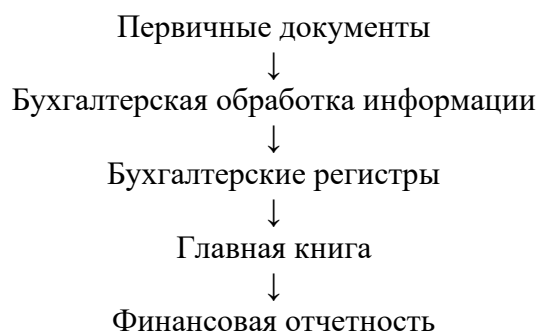 Первичные документы
↓
Бухгалтерская обработка информации
↓
Бухгалтерские регистры
↓
Главная книга
↓
Финансовая отчетность